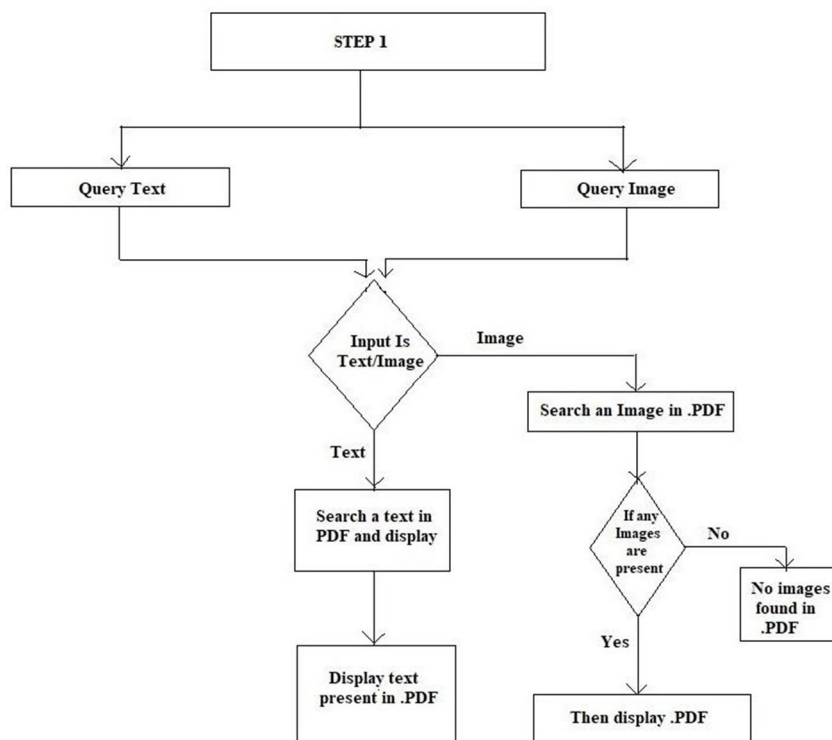 STEP 1
Query Text
Query Image
Input Is
Text/Image
Image
Search an Image in .PDF
Text
Search a text in
PDF and display
If any
Images
are
present
No
No images
found in
.PDF
Yes
Display text
present in .PDF
Then display .PDF